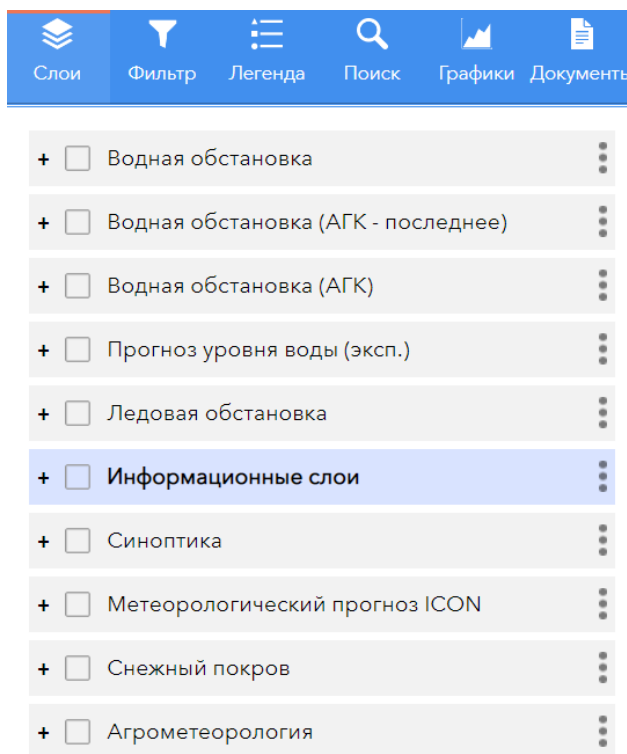 Слои
Фильтр
Легенда
Поиск
Графики
Документы
+ Водная обстановка
+ Водная обстановка (АГК - последнее)
+ Водная обстановка (АГК)
+ Прогноз уровня воды (эксп.)
+ Ледовая обстановка
+ Информационные слои
+ Синоптика
+ Метеорологический прогноз ICON
+ Снежный покров
+ Агрометеорология